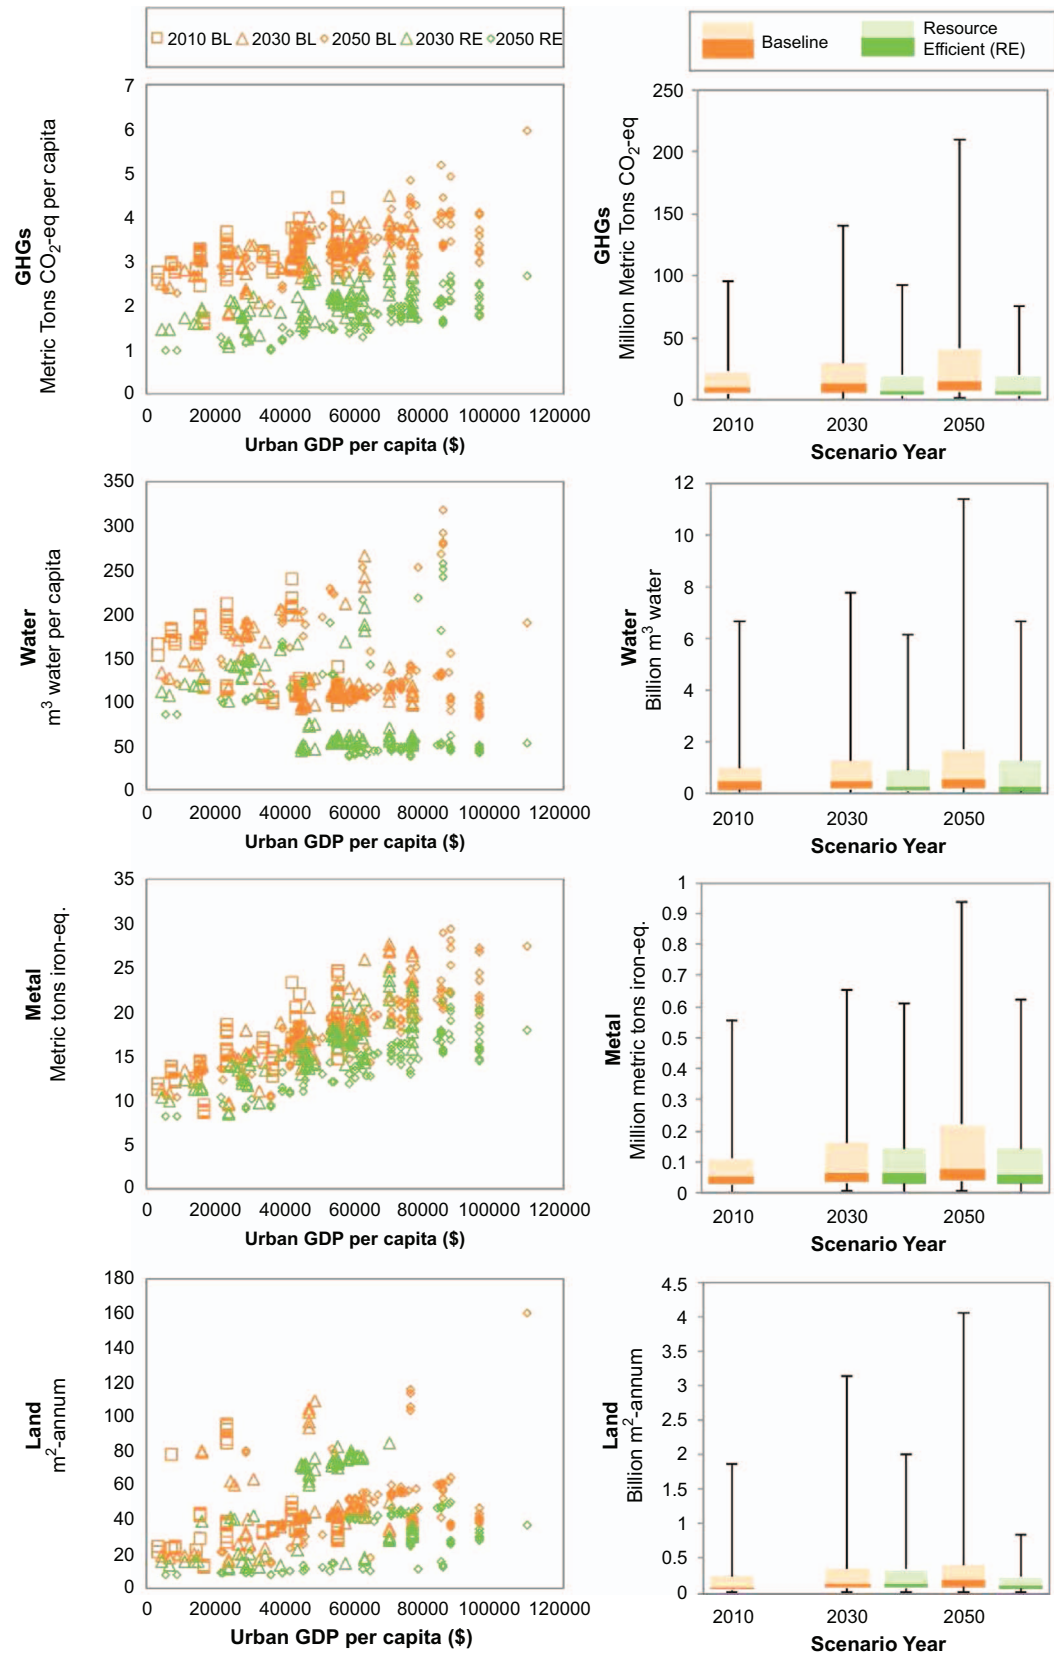 2010 BL 2030 BL 2050 BL 2030 RE 2050 RE
Baseline
Resource
Efficient (RE)
GHGs
Metric Tons CO2-eq per capita
7
6
5
4
3
2
1
0
0 20000 40000 60000 80000 100000 120000
Urban GDP per capita ($)
GHGs
Million Metric Tons CO2-eq
250
200
150
100
50
0
2010 2030 2050
Scenario Year
Water
m3 water per capita
350
300
250
200
150
100
50
0
0 20000 40000 60000 80000 100000 120000
Urban GDP per capita ($)
Water
Billion m3 water
12
10
8
6
4
2
0
2010 2030 2050
Scenario Year
Metal
Metric tons iron-eq.
35
30
25
20
15
10
5
0
0 20000 40000 60000 80000 100000 120000
Urban GDP per capita ($)
Metal
Million metric tons iron-eq.
1
0.9
0.8
0.7
0.6
0.5
0.4
0.3
0.2
0.1
0
2010 2030 2050
Scenario Year
Land
m2-annum
180
160
140
120
100
80
60
40
20
0
0 20000 40000 60000 80000 100000 120000
Urban GDP per capita ($)
Land
Billion m2-annum
4.5
4
3.5
3
2.5
2
1.5
1
0.5
0
2010 2030 2050
Scenario Year